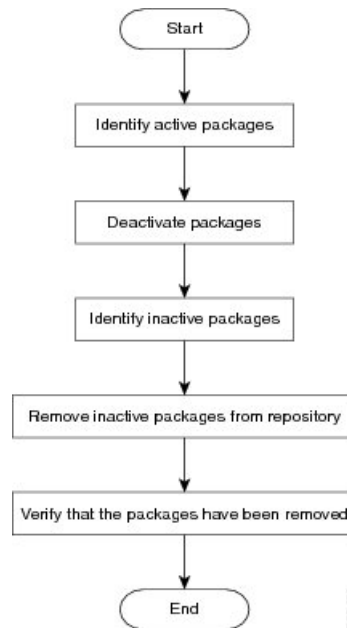 Start
Identify active packages
Deactivate packages
Identify inactive packages
Remove inactive packages from repository
Verify that the packages have been removed
End